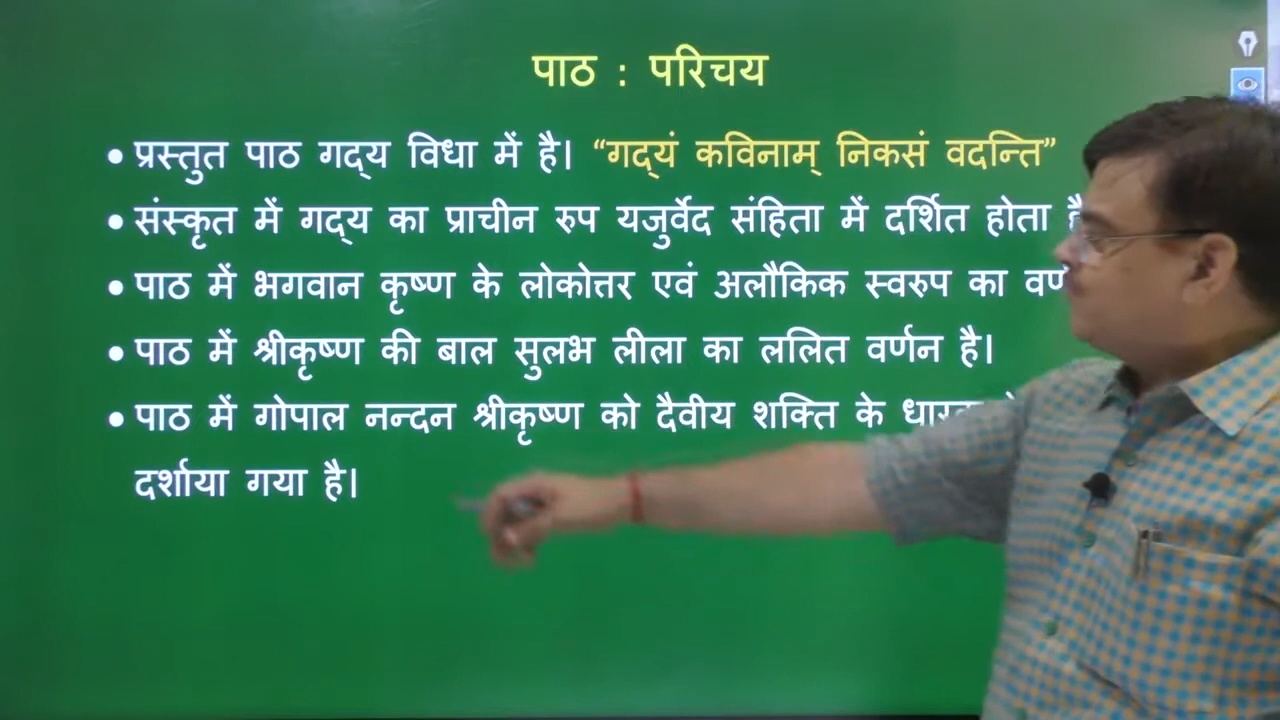 पाठ : परिचय
• प्रस्तुत पाठ गद्य विधा में है। “गद्यं कविनाम् निकसं वदन्ति”
• संस्कृत में गद्य का प्राचीन रुप यजुर्वेद संहिता में दर्शित होता
• पाठ में भगवान कृष्ण के लोकोत्तर एवं अलौकिक स्वरुप का
• पाठ में श्रीकृष्ण की बाल सुलभ लीला का ललित वर्णन है।
• पाठ में गोपाल नन्दन श्रीकृष्ण को दैवीय शक्ति के
दर्शाया गया है।